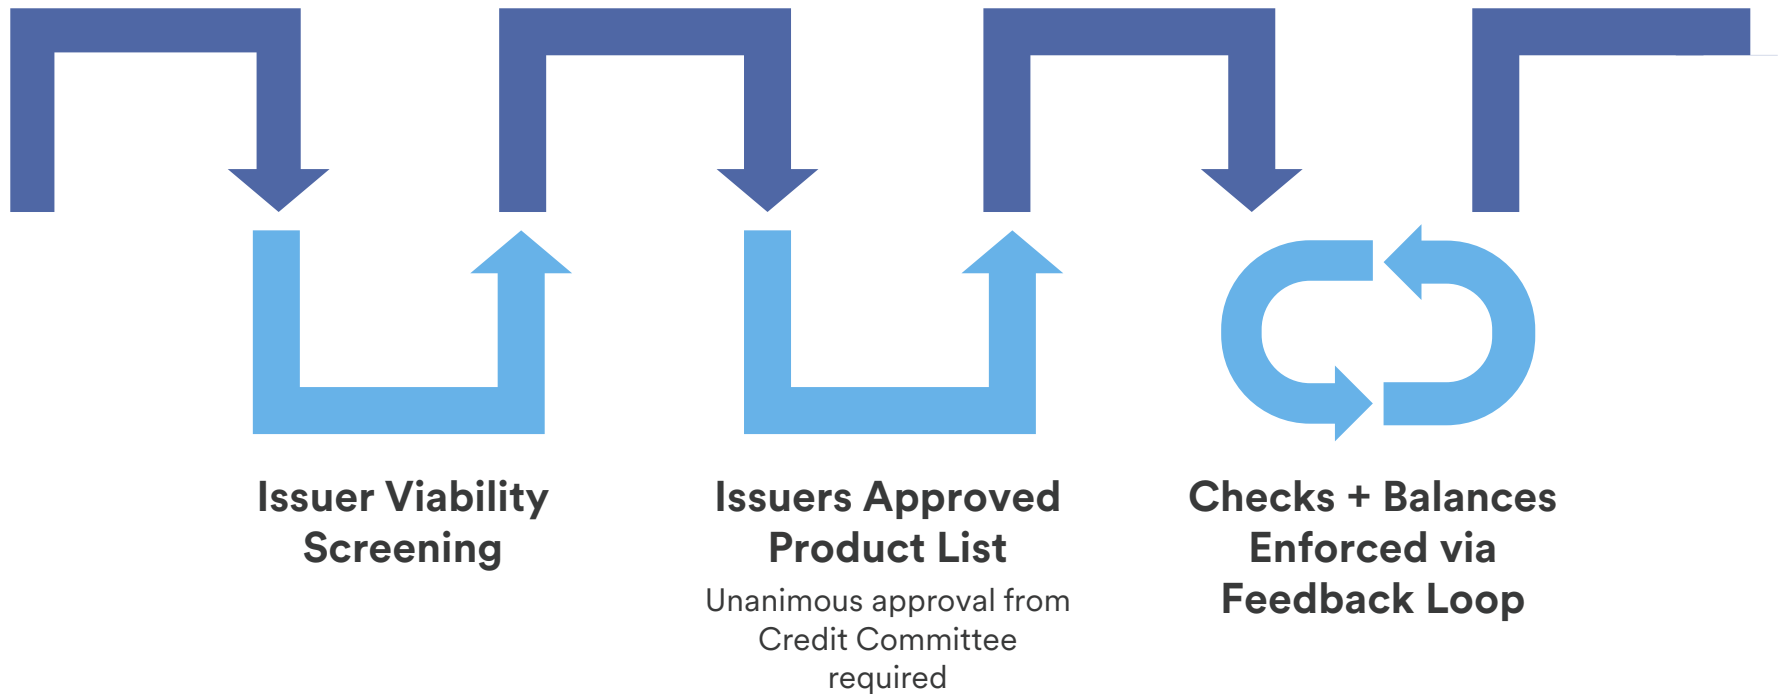 Issuer Viability
Screening
Issuers Approved
Product List
Unanimous approval from
Credit Committee
required
Checks + Balances
Enforced via
Feedback Loop